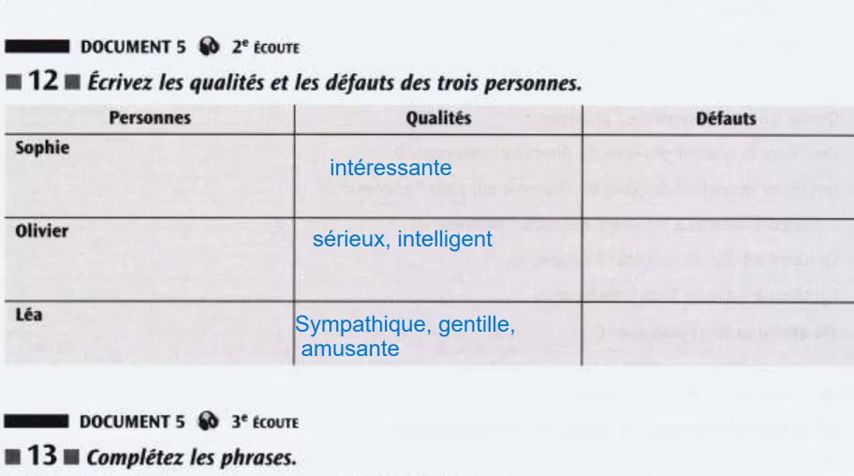 DOCUMENT 5 2e ÉCOUTE
12 Écrivez les qualités et les défauts des trois personnes.
Personnes Qualités Défauts
Sophie
intéressante
Olivier
sérieux, intelligent
Léa
Sympathique, gentille,
amusante
DOCUMENT 5 3e ÉCOUTE
13 Complétez les phrases.